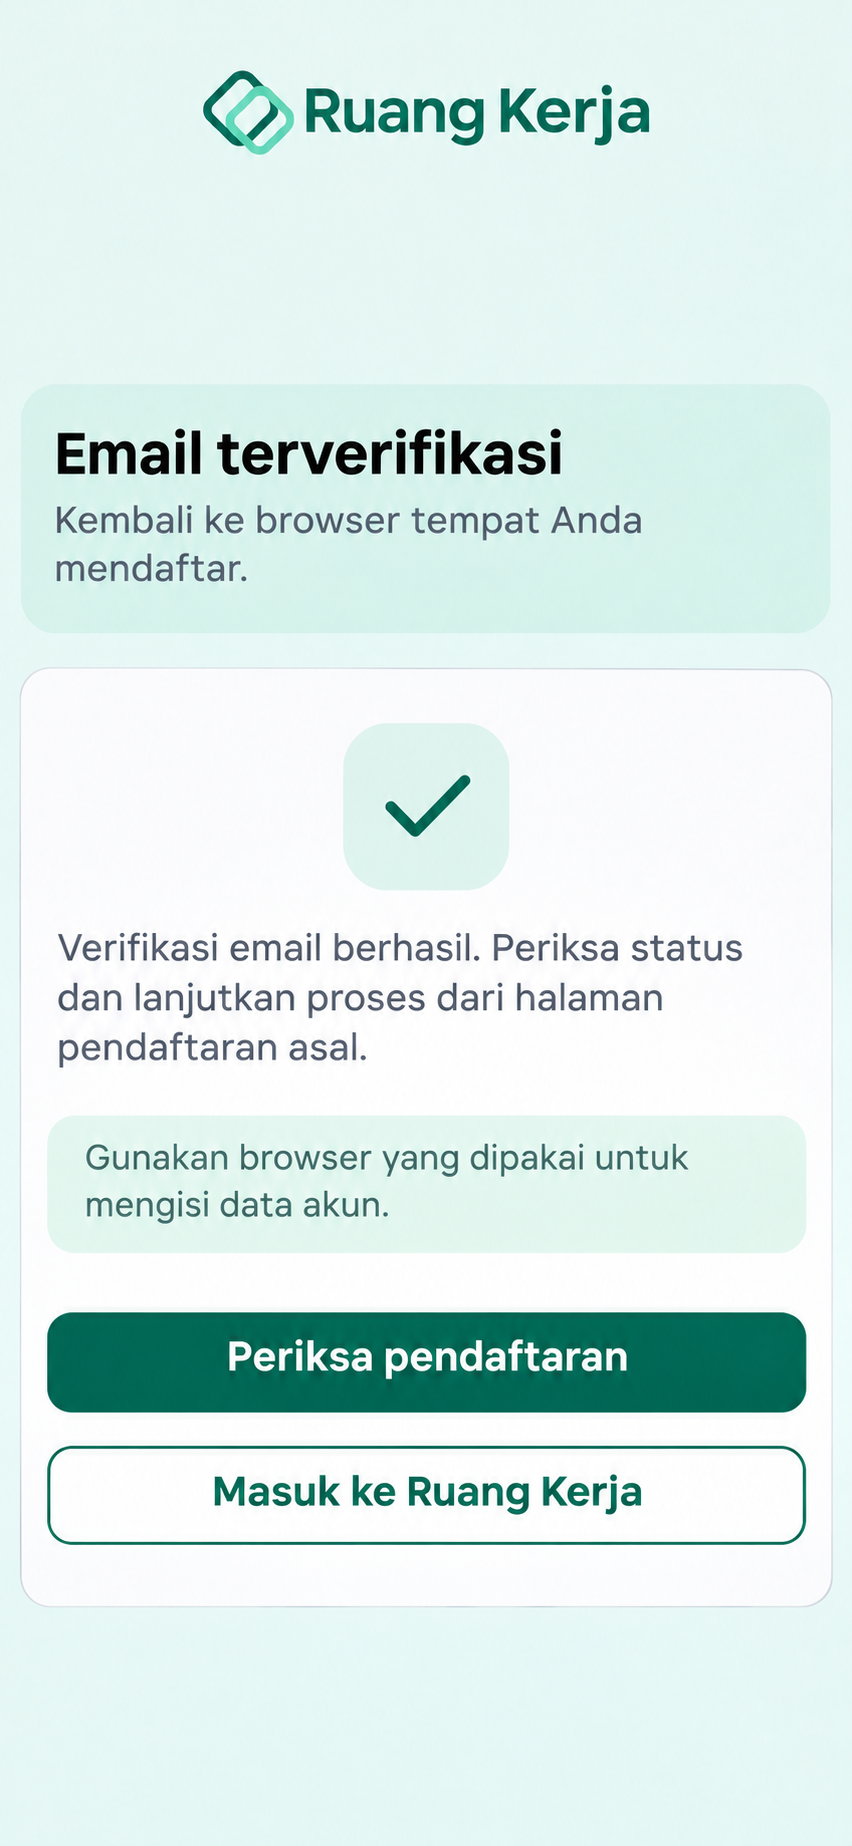 Ruang Kerja
Email terverifikasi
Kembali ke browser tempat Anda
mendaftar.
Verifikasi email berhasil. Periksa status
dan lanjutkan proses dari halaman
pendaftaran asal.
Gunakan browser yang dipakai untuk
mengisi data akun.
Periksa pendaftaran
Masuk ke Ruang Kerja